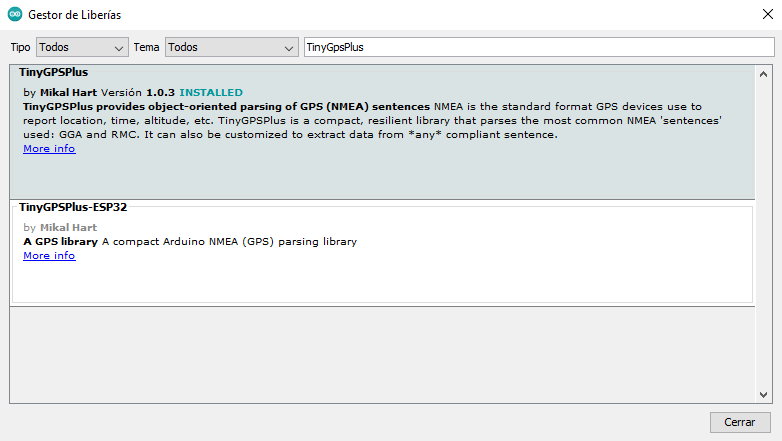 Gestor de Liberías
Tipo Todos Tema Todos TinyGpsPlus
TinyGPSPlus
by Mikal Hart Versión 1.0.3 INSTALLED
TinyGPSPlus provides object-oriented parsing of GPS (NMEA) sentences NMEA is the standard format GPS devices use to
report location, time, altitude, etc. TinyGPSPlus is a compact, resilient library that parses the most common NMEA 'sentences'
used: GGA and RMC. It can also be customized to extract data from *any* compliant sentence.
More info
TinyGPSPlus-ESP32
by Mikal Hart
A GPS library A compact Arduino NMEA (GPS) parsing library
More info
Cerrar